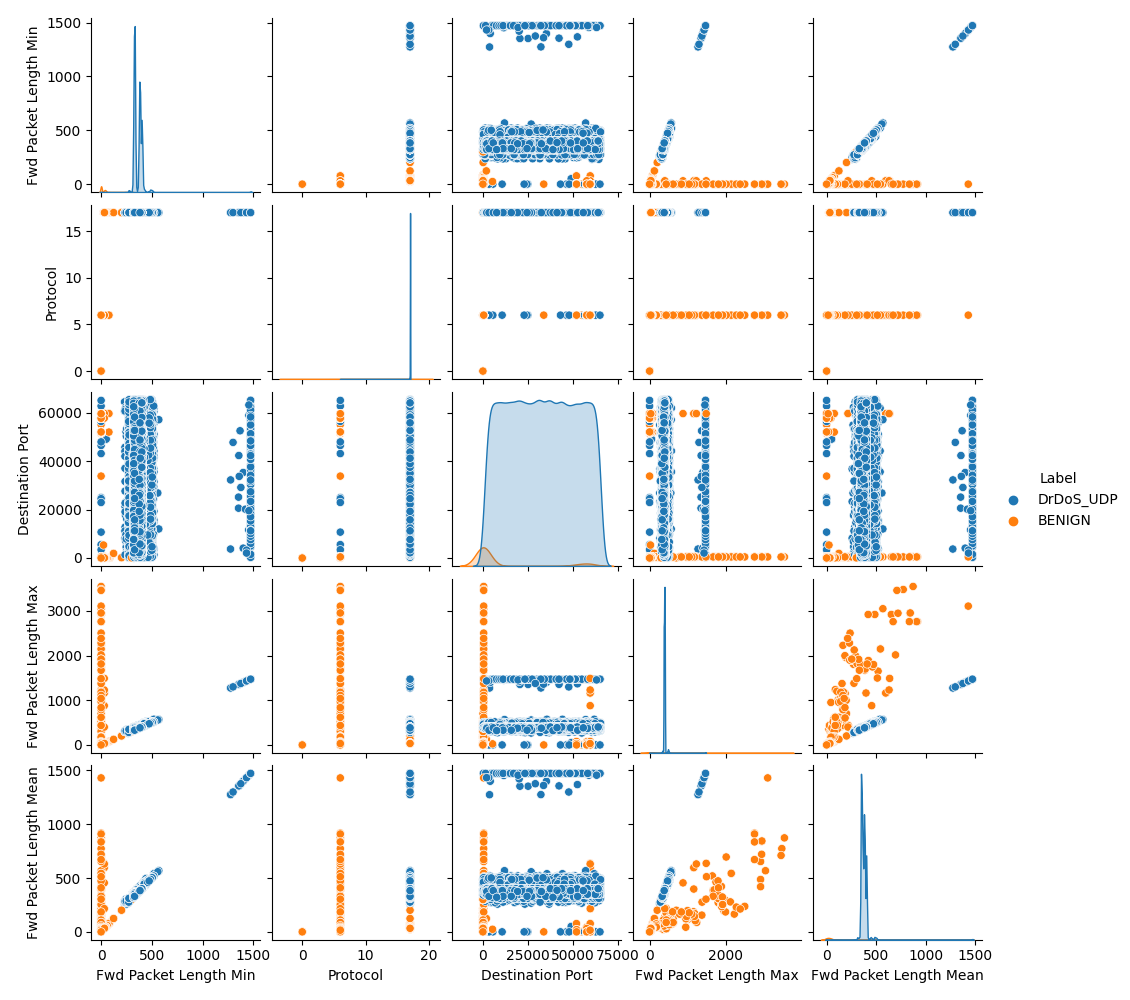 1500
1000
500
0
Fwd Packet Length Min
15
10
5
0
Protocol
60000
40000
20000
0
Destination Port
Label
DrDoS_UDP
BENIGN
3000
2000
1000
0
Fwd Packet Length Max
1500
1000
500
0
Fwd Packet Length Mean
0 500 1000 1500
0 10 20
0 25000 50000 75000
0 2000
0 500 1000 1500
Fwd Packet Length Min
Protocol
Destination Port
Fwd Packet Length Max
Fwd Packet Length Mean